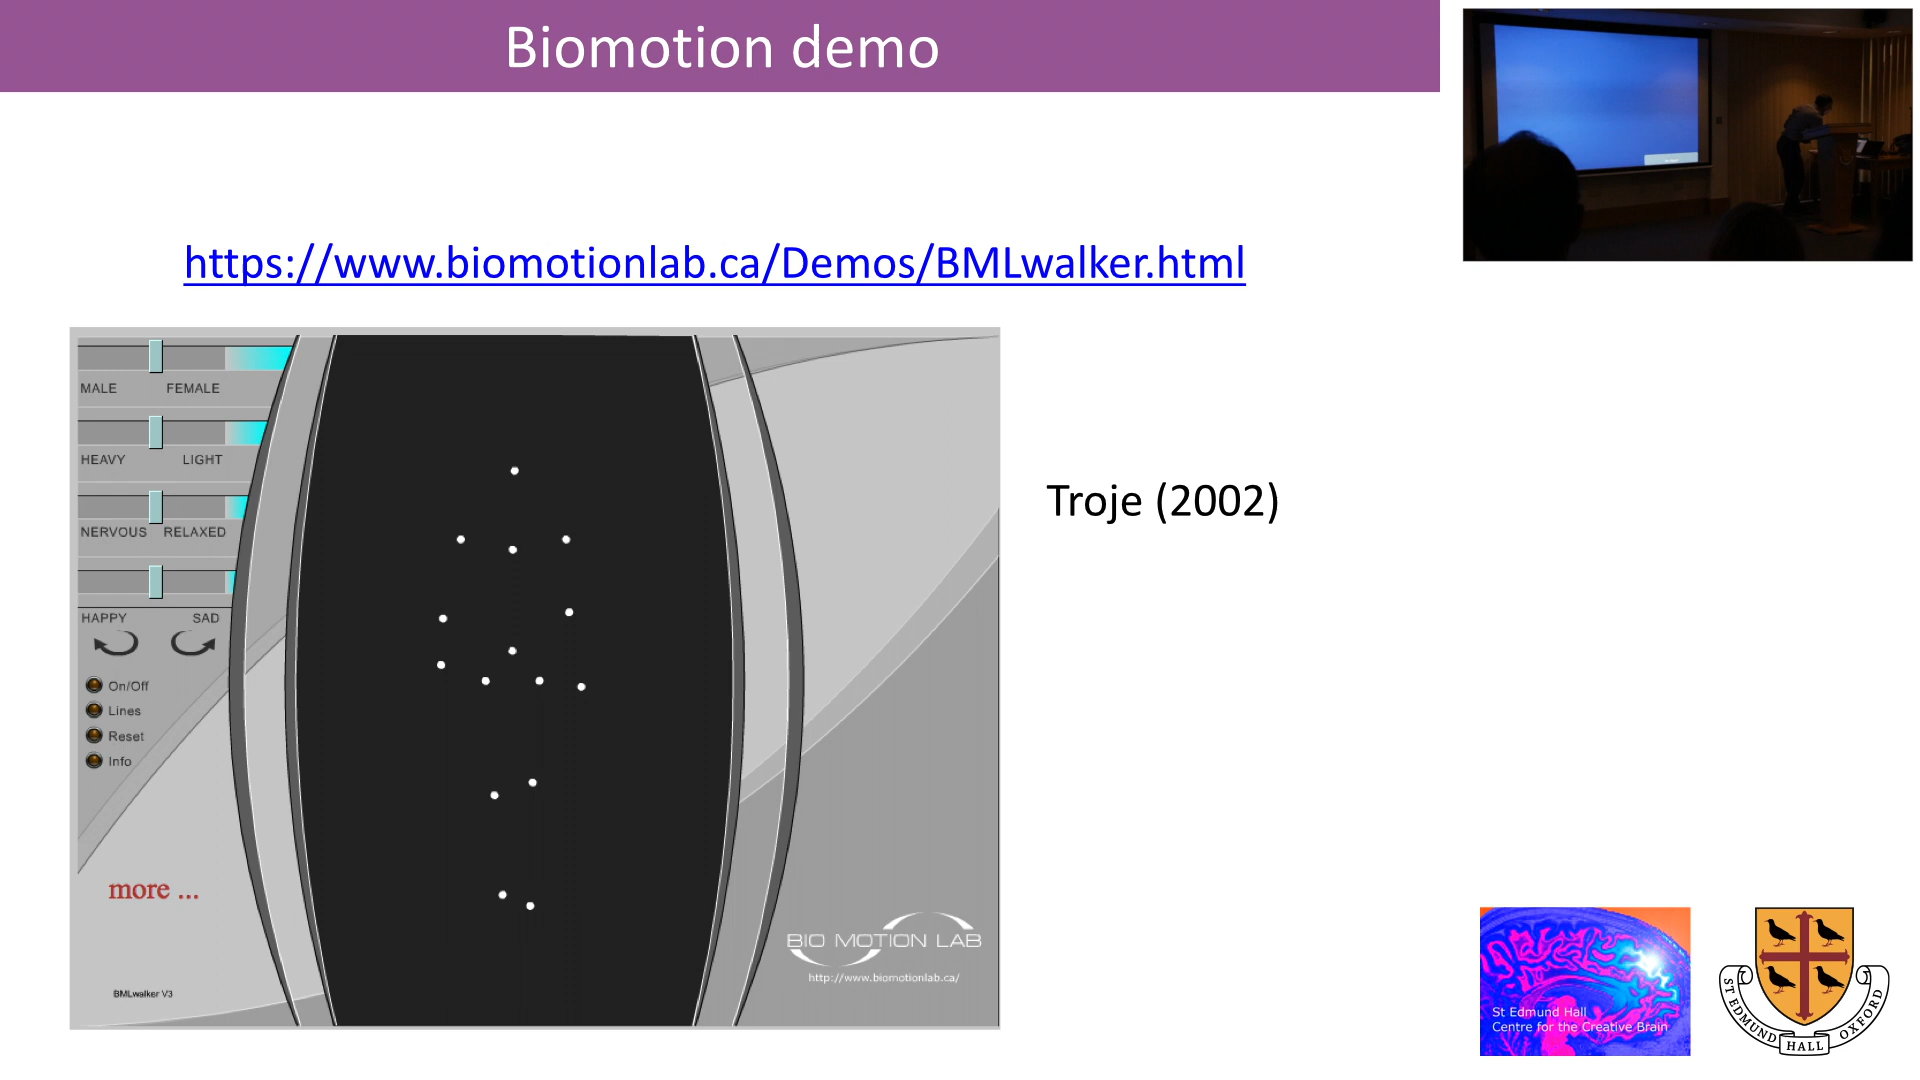 Biomotion demo
https://www.biomotionlab.ca/Demos/BMLwalker.html
MALE FEMALE
HEAVY LIGHT
NERVOUS RELAXED
HAPPY SAD
On/Off
Lines
Reset
Info
more ...
BMLwalker V3
BIO MOTION LAB
http://www.biomotionlab.ca/
Troje (2002)
St Edmund Hall
Centre for the Creative Brain
ST EDMUND HALL OXFORD